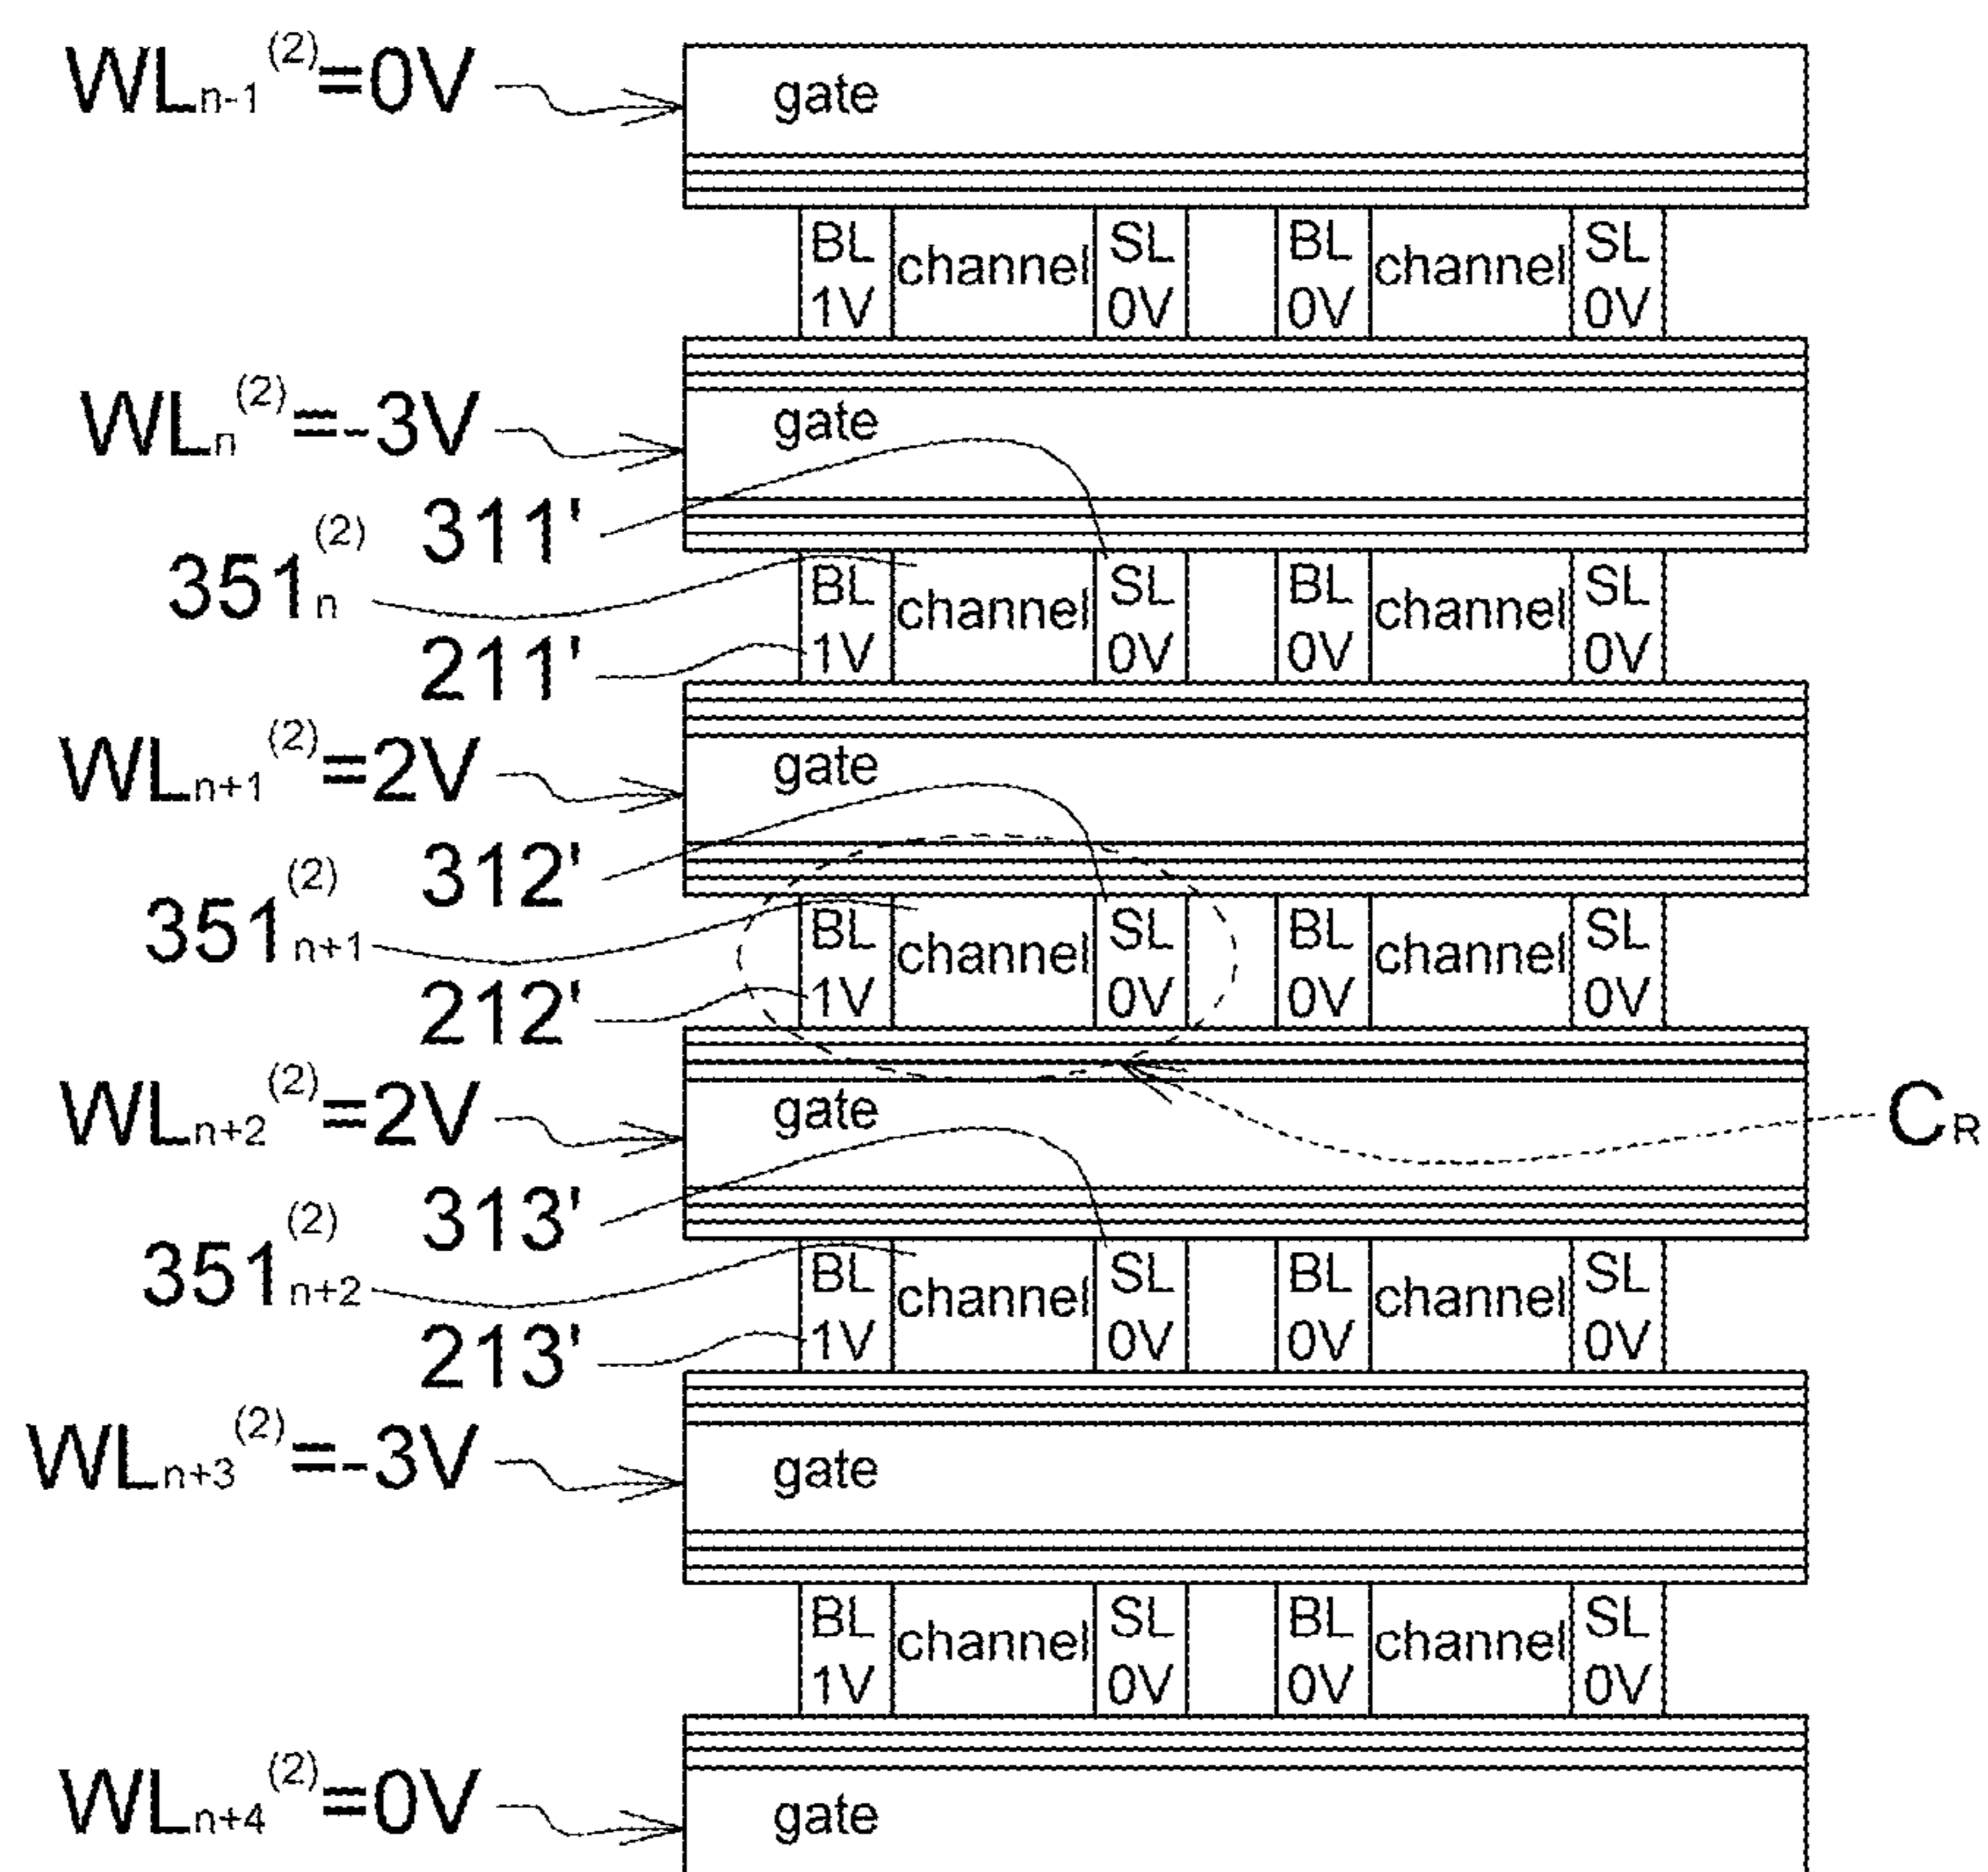 WLn-1(2)=0V
gate
BL channel SL BL channel SL
1V 0V 0V 0V
WLn(2)=-3V
gate
311'
351n(2)
BL channel SL BL channel SL
1V 0V 0V 0V
211'
WLn+1(2)=2V
gate
312'
351n+1(2)
BL channel SL BL channel SL
1V 0V 0V 0V
212'
WLn+2(2)=2V
gate
CR
313'
351n+2(2)
BL channel SL BL channel SL
1V 0V 0V 0V
213'
WLn+3(2)=-3V
gate
BL channel SL BL channel SL
1V 0V 0V 0V
WLn+4(2)=0V
gate